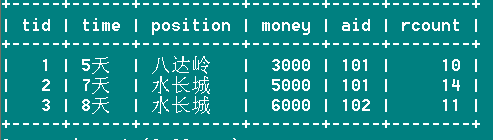 | tid | time | position | money | aid | rcount |
| 1 | 5天 | 八达岭 | 3000 | 101 | 10 |
| 2 | 7天 | 水长城 | 5000 | 101 | 14 |
| 3 | 8天 | 水长城 | 6000 | 102 | 11 |